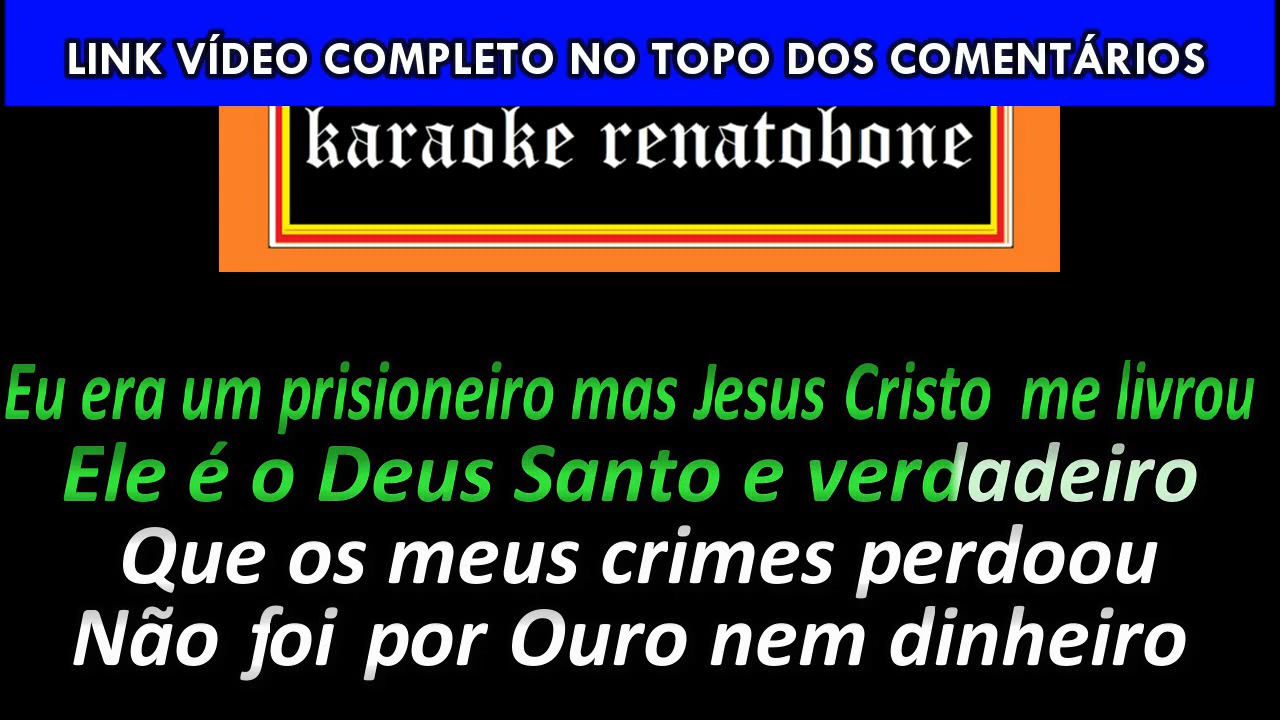 LINK VÍDEO COMPLETO NO TOPO DOS COMENTÁRIOS
karaoke renatobone
Eu era um prisioneiro mas Jesus Cristo me livrou
Ele é o Deus Santo e verdadeiro
Que os meus crimes perdoou
Não foi por Ouro nem dinheiro